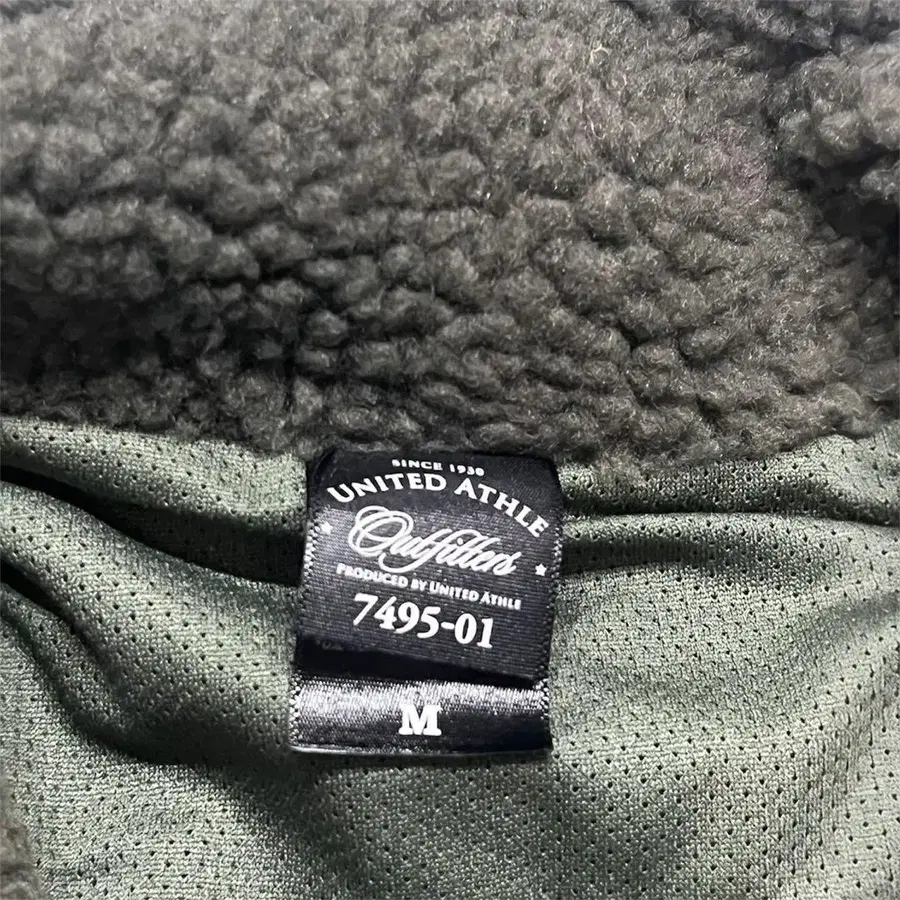 SINCE 1930
UNITED ATHLE
Outfitters
PRODUCED BY UNITED ATHLE
7495-01
M